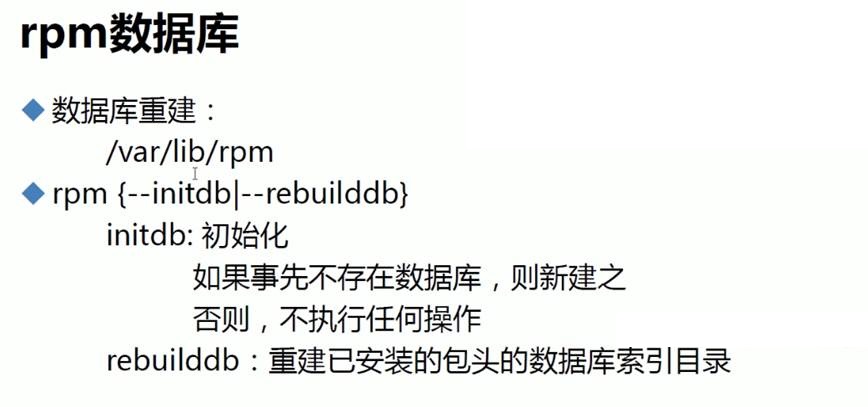 rpm数据库
数据库重建：
/var/lib/rpm
rpm {--initdb|--rebuilddb}
initdb: 初始化
如果事先不存在数据库，则新建之
否则，不执行任何操作
rebuilddb：重建已安装的包头的数据库索引目录